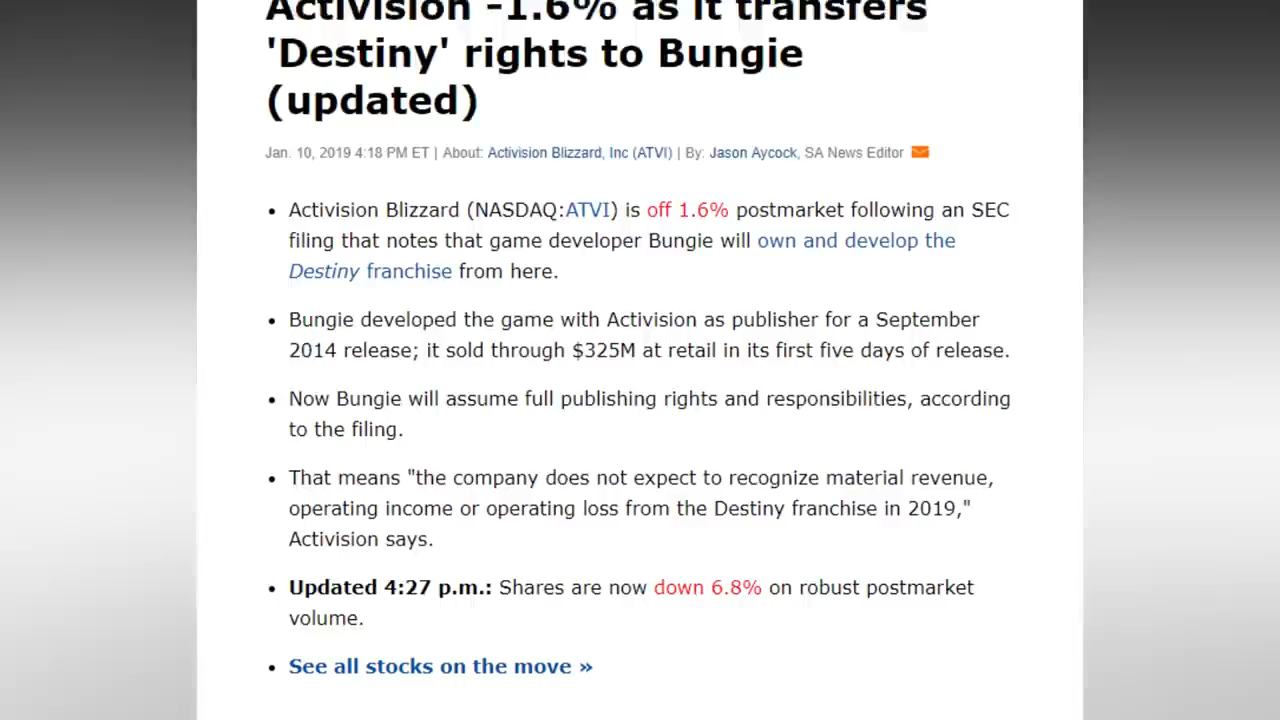 Activision -1.6% as it transfers
'Destiny' rights to Bungie
(updated)
Jan. 10, 2019 4:18 PM ET | About: Activision Blizzard, Inc (ATVI) | By: Jason Aycock, SA News Editor
• Activision Blizzard (NASDAQ:ATVI) is off 1.6% postmarket following an SEC
filing that notes that game developer Bungie will own and develop the
Destiny franchise from here.
• Bungie developed the game with Activision as publisher for a September
2014 release; it sold through $325M at retail in its first five days of release.
• Now Bungie will assume full publishing rights and responsibilities, according
to the filing.
• That means "the company does not expect to recognize material revenue,
operating income or operating loss from the Destiny franchise in 2019,"
Activision says.
• Updated 4:27 p.m.: Shares are now down 6.8% on robust postmarket
volume.
• See all stocks on the move »